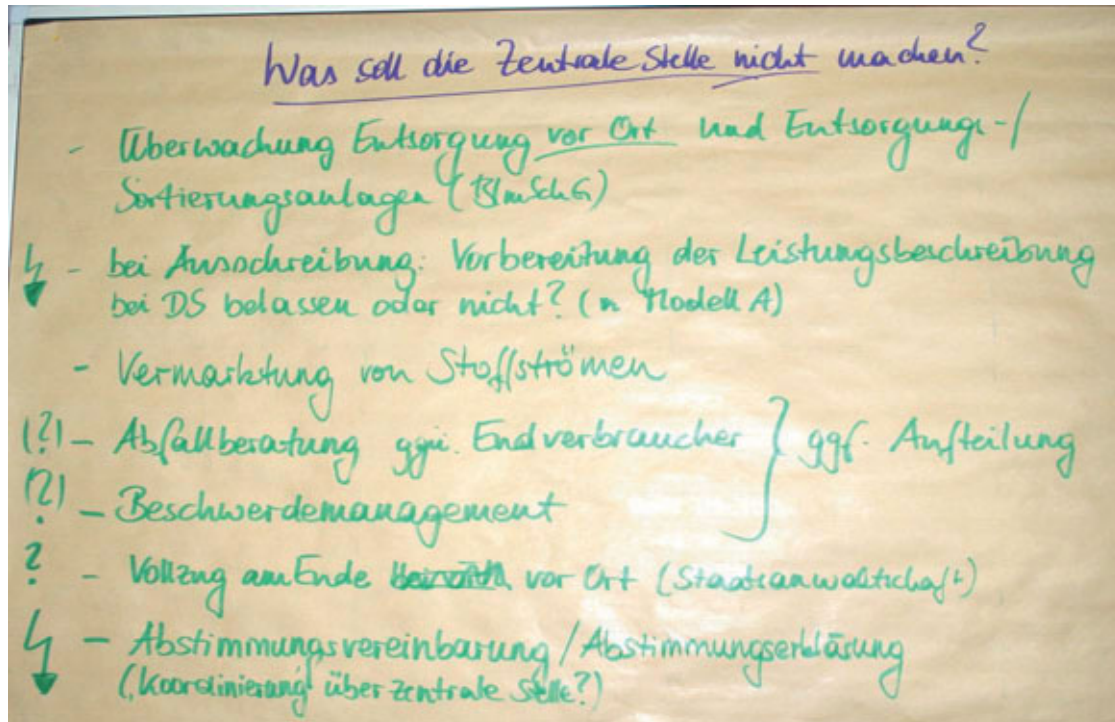 Was soll die Zentrale Stelle nicht machen?
- Überwachung Entsorgung vor Ort und Entsorgungs-/
Sortierungsanlagen (BImSchG)
- bei Ausschreibung: Vorbereitung der Leistungsbeschreibung
bei DS belassen oder nicht? (n Modell A)
- Vermarktung von Stoffströmen
(?) - Abfallberatung ggü. Endverbraucher } ggf. Aufteilung
(?) - Beschwerdemanagement
? - Vollzug am Ende vor Ort (Staatsanwaltschaft)
- Abstimmungsvereinbarung / Abstimmungserklärung
("Koordinierung" über zentrale Stelle?)